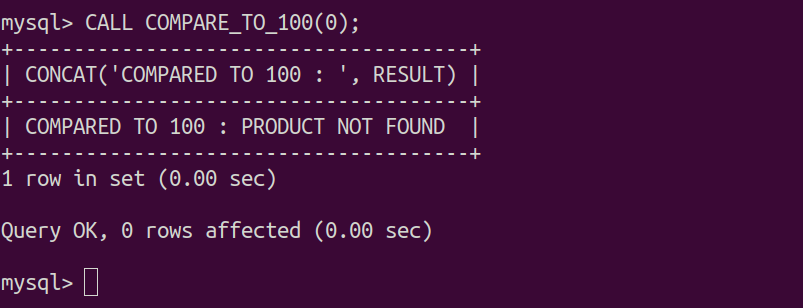 mysql> CALL COMPARE_TO_100(0);
+--------------------------------------+
| CONCAT('COMPARED TO 100 : ', RESULT) |
+--------------------------------------+
| COMPARED TO 100 : PRODUCT NOT FOUND  |
+--------------------------------------+
1 row in set (0.00 sec)

Query OK, 0 rows affected (0.00 sec)

mysql>